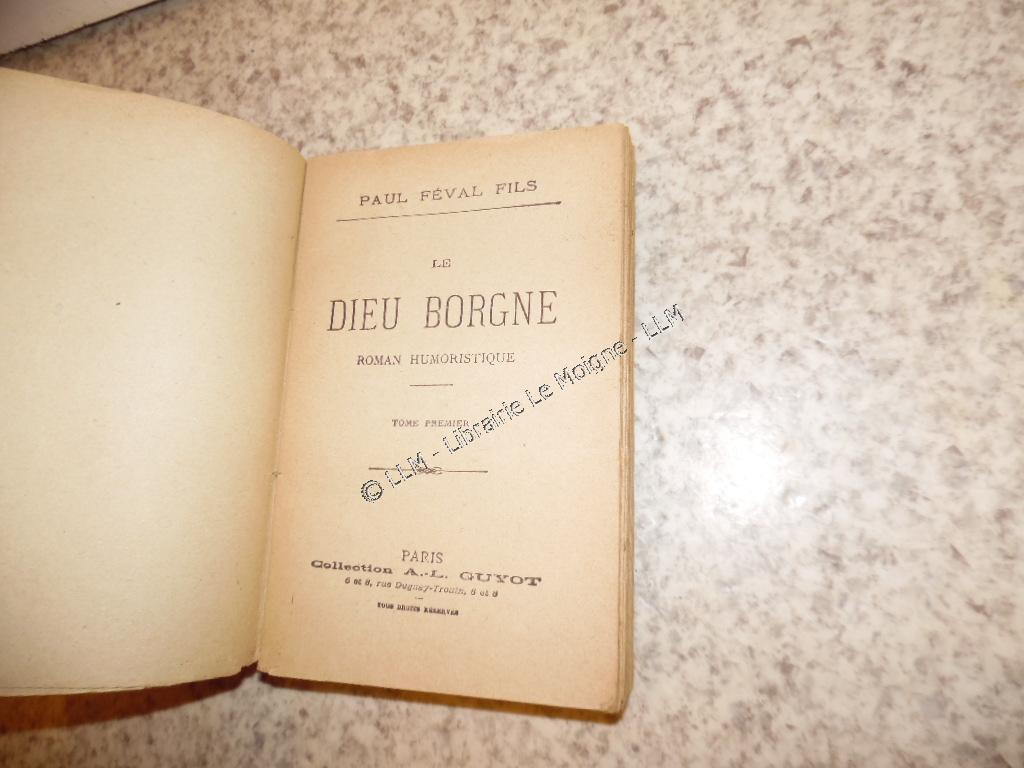 PAUL FÉVAL FILS
LE
DIEU BORGNE
ROMAN HUMORISTIQUE
TOME PREMIER
© LLM - Librairie Le Moigne - LLM
PARIS
Collection A.-L. GUYOT
6 et 8, rue Duguay-Trouin, 6 et 8
TOUS DROITS RÉSERVÉS